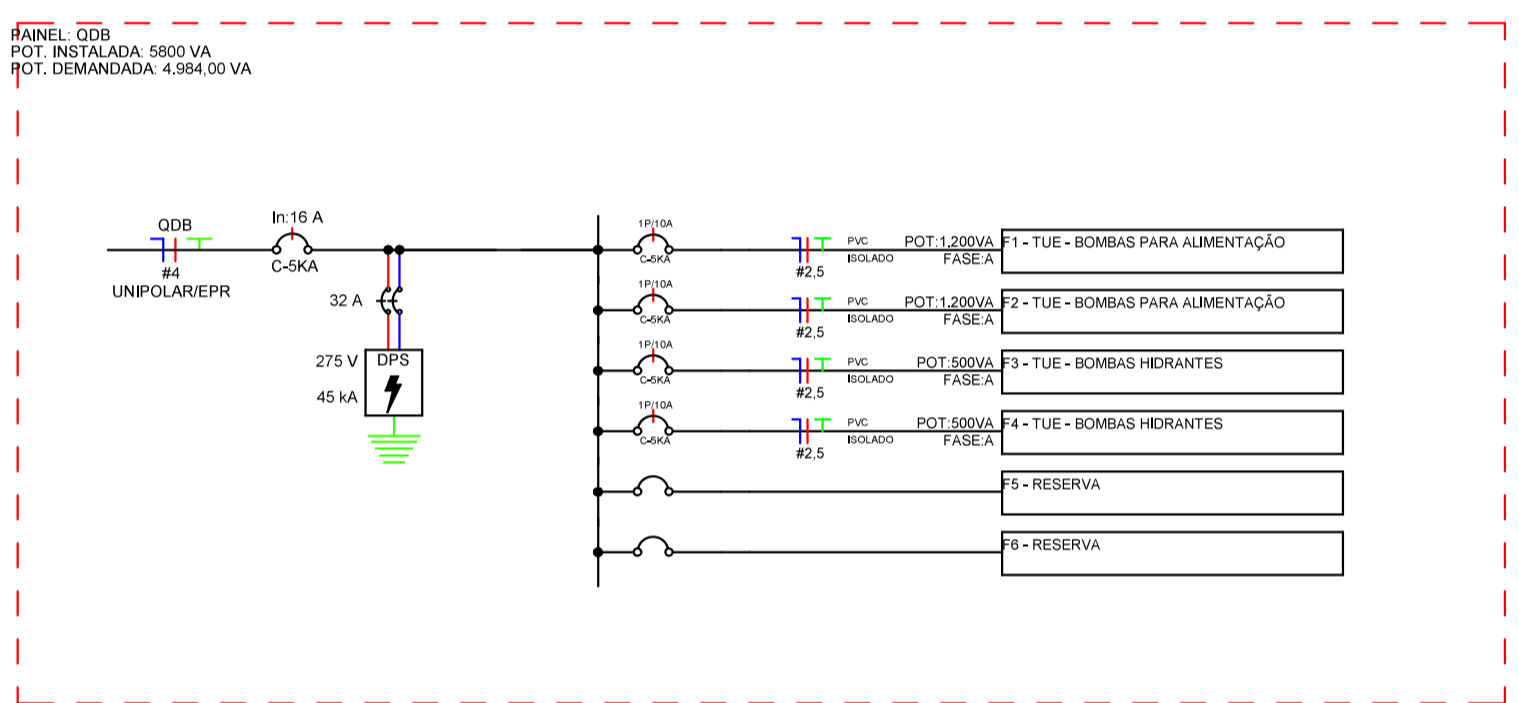 PAINEL: QDB
POT. INSTALADA: 5800 VA
POT. DEMANDADA: 4.984,00 VA
QDB
#4
UNIPOLAR/EPR
In:16 A
C-5KA
32 A
275 V
DPS
45 kA
1P/10A
C-5KA
#2,5
PVC
ISOLADO
POT:1.200VA
FASE:A
F1 - TUE - BOMBAS PARA ALIMENTAÇÃO
1P/10A
C-5KA
#2,5
PVC
ISOLADO
POT:1.200VA
FASE:A
F2 - TUE - BOMBAS PARA ALIMENTAÇÃO
1P/10A
C-5KA
#2,5
PVC
ISOLADO
POT:500VA
FASE:A
F3 - TUE - BOMBAS HIDRANTES
1P/10A
C-5KA
#2,5
PVC
ISOLADO
POT:500VA
FASE:A
F4 - TUE - BOMBAS HIDRANTES
F5 - RESERVA
F6 - RESERVA